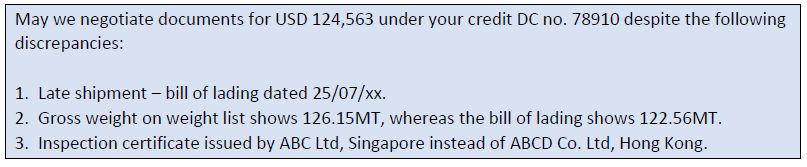 May we negotiate documents for USD 124,563 under your credit DC no. 78910 despite the following
discrepancies:
1. Late shipment – bill of lading dated 25/07/xx.
2. Gross weight on weight list shows 126.15MT, whereas the bill of lading shows 122.56MT.
3. Inspection certificate issued by ABC Ltd, Singapore instead of ABCD Co. Ltd, Hong Kong.